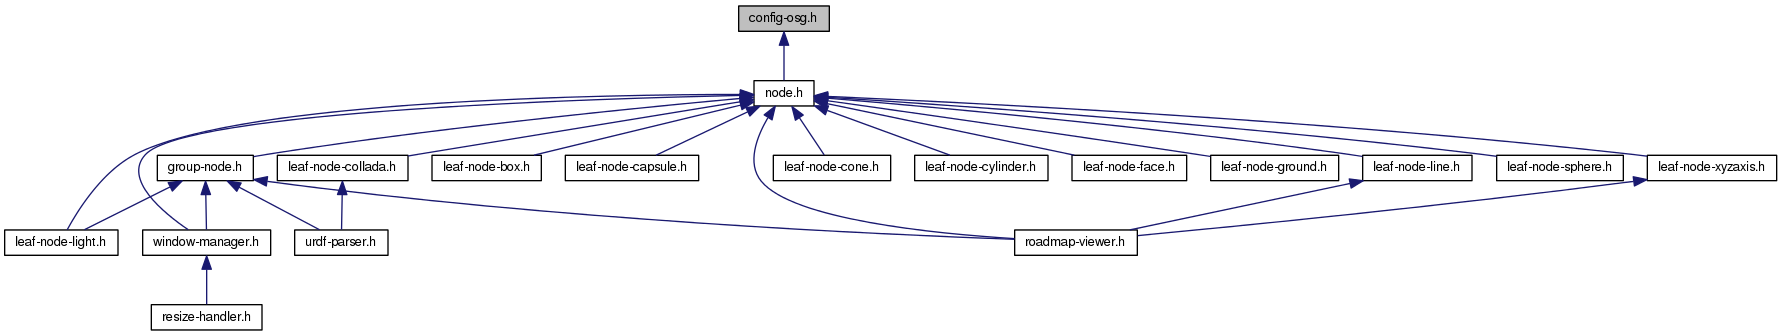 config-osg.h
node.h
group-node.h
leaf-node-collada.h
leaf-node-box.h
leaf-node-capsule.h
leaf-node-cone.h
leaf-node-cylinder.h
leaf-node-face.h
leaf-node-ground.h
leaf-node-line.h
leaf-node-sphere.h
leaf-node-xyzaxis.h
leaf-node-light.h
window-manager.h
urdf-parser.h
roadmap-viewer.h
resize-handler.h